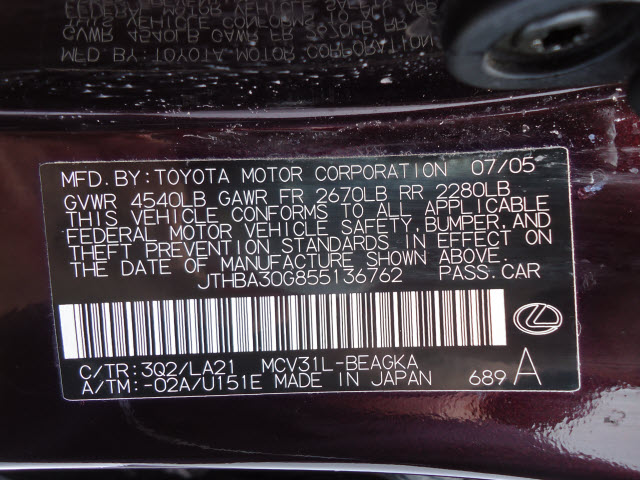 MFD. BY: TOYOTA MOTOR CORPORATION 07/05
GVWR 4540LB GAWR FR 2670LB RR 2280LB
THIS VEHICLE CONFORMS TO ALL APPLICABLE
FEDERAL MOTOR VEHICLE SAFETY, BUMPER, AND
THEFT PREVENTION STANDARDS IN EFFECT ON
THE DATE OF MANUFACTURE SHOWN ABOVE.
JTHBA30G855136762 PASS. CAR
C/TR: 3Q2/LA21 MCV31L-BEAGKA
A/TM: -02A/U151E MADE IN JAPAN 689 A